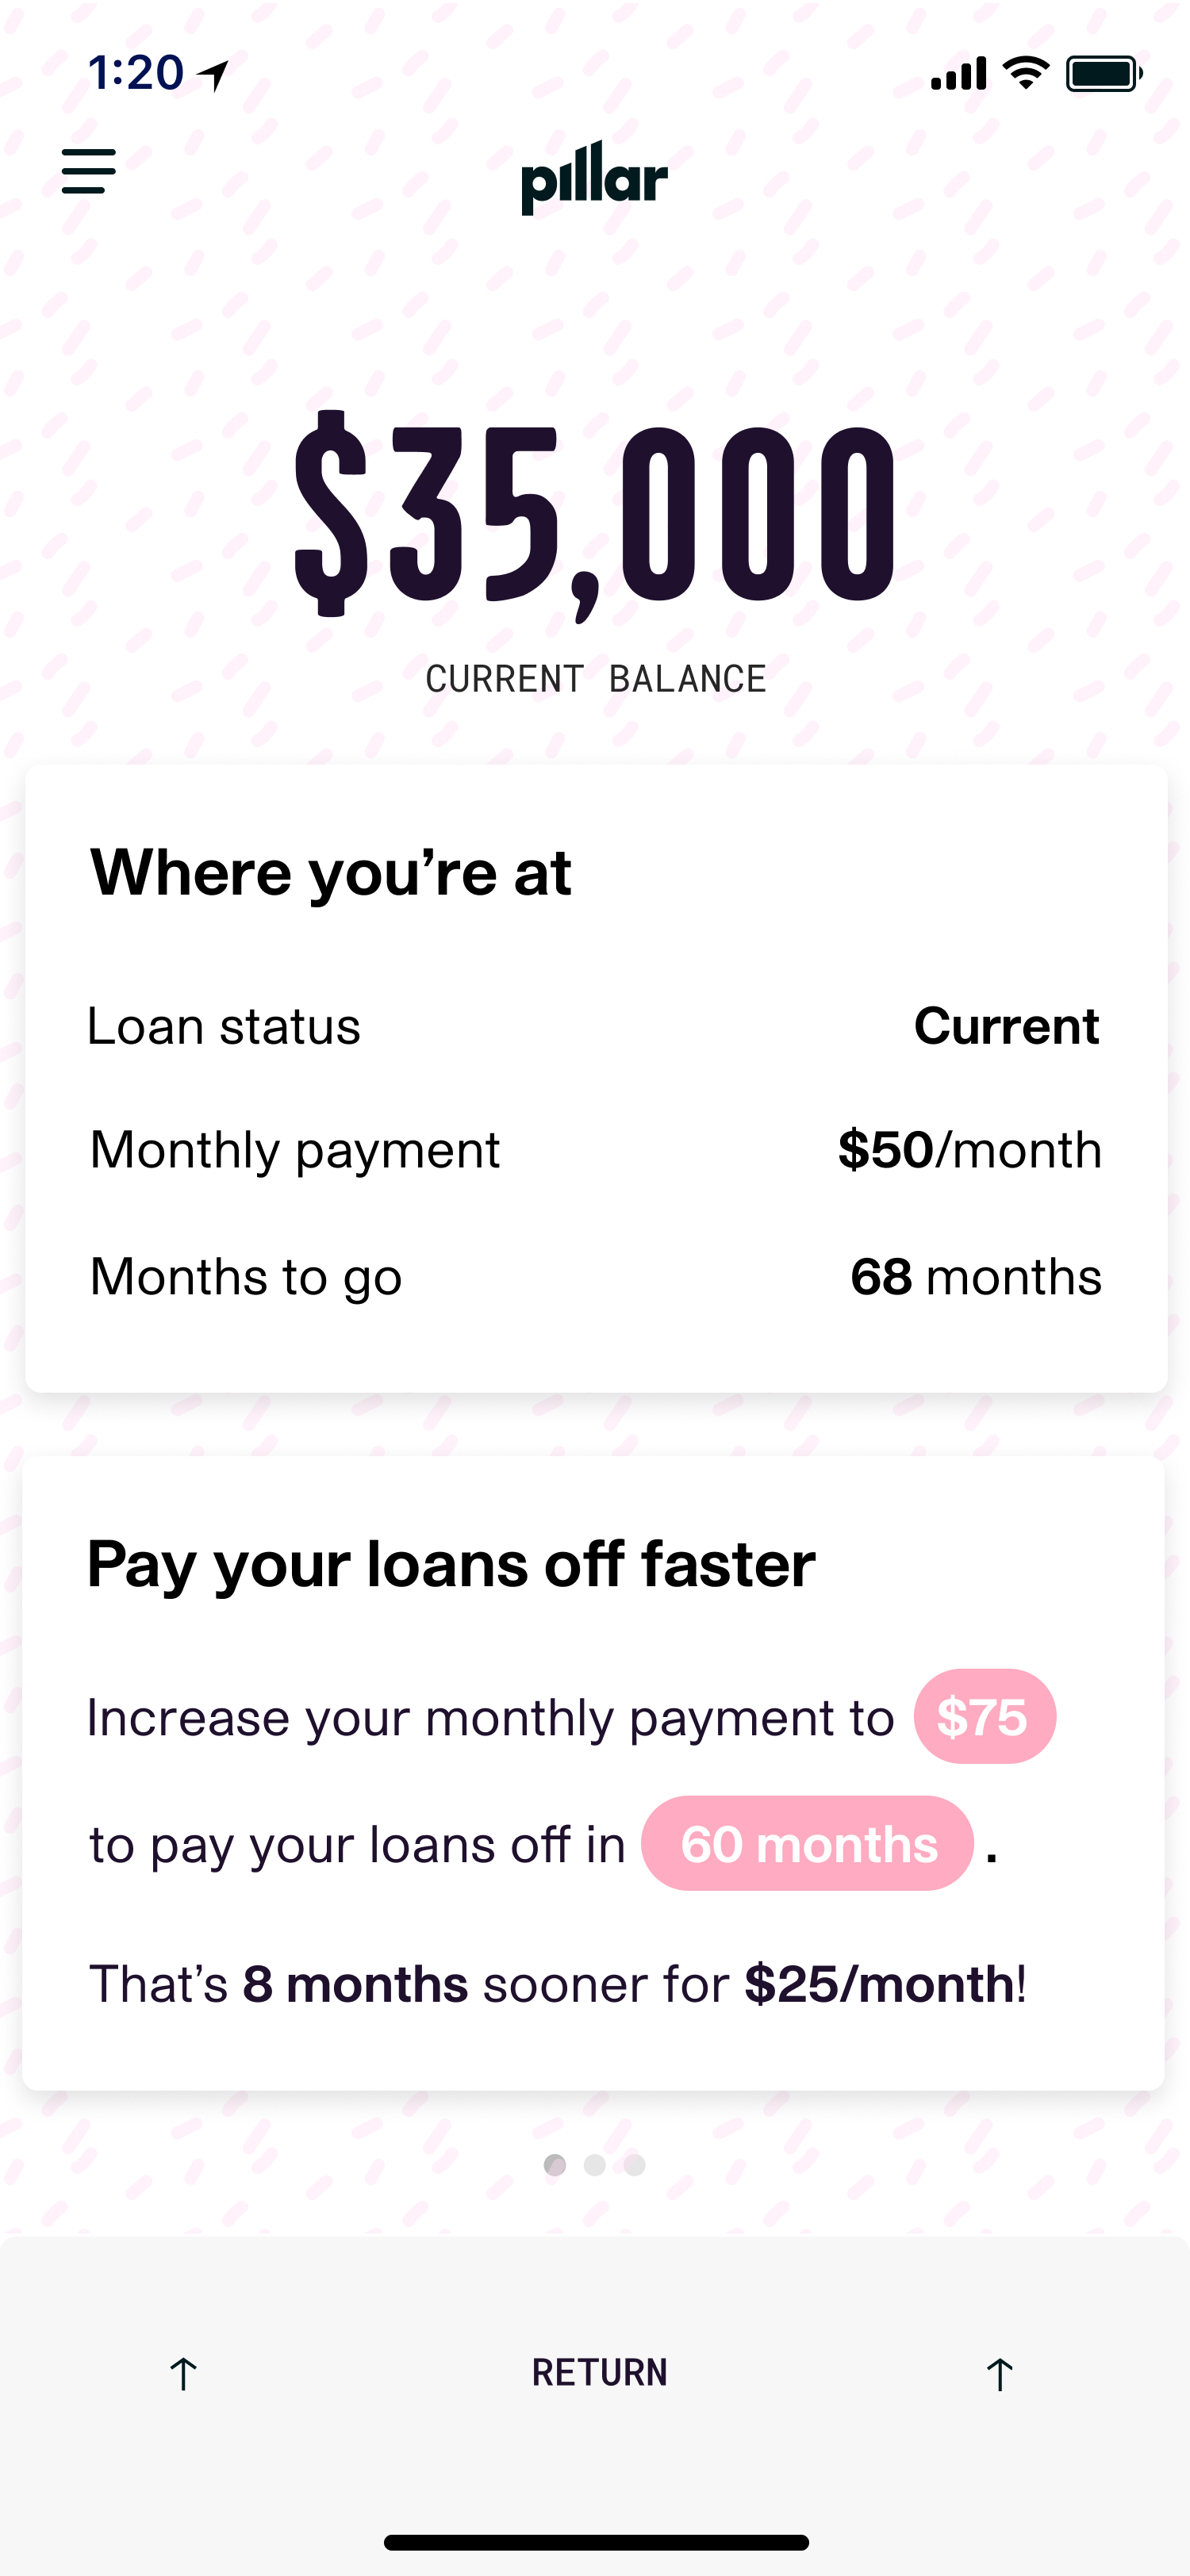 1:20
pillar
$35,000
CURRENT BALANCE
Where you’re at
Loan status Current
Monthly payment $50/month
Months to go 68 months
Pay your loans off faster
Increase your monthly payment to $75
to pay your loans off in 60 months .
That’s 8 months sooner for $25/month!
↑ RETURN ↑